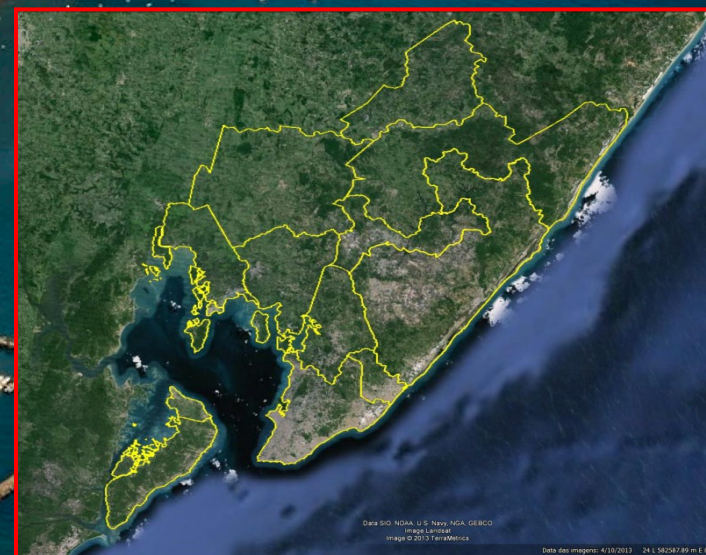 Data SIO, NOAA, U.S. Navy, NGA, GEBCO
Image Landsat
Image © 2013 TerraMetrics
Data das imagens: 4/10/2013 24 L 582587.89 m E